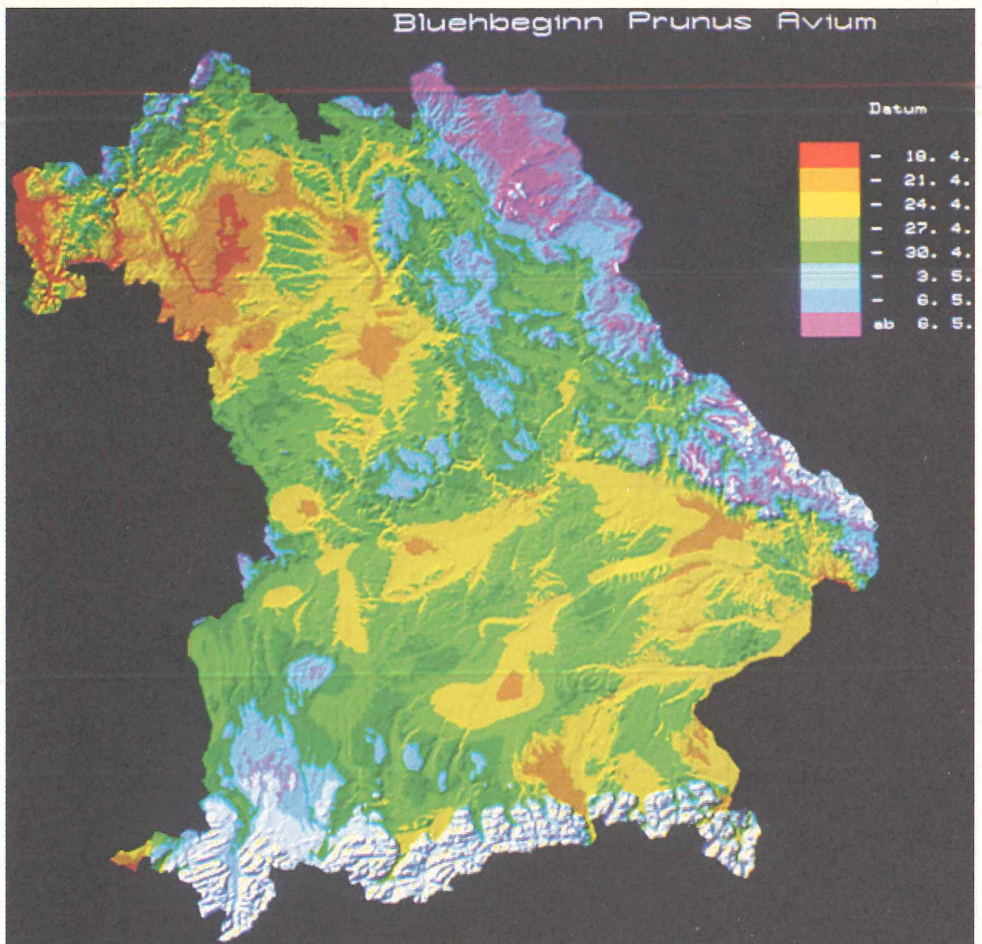 Bluehbeginn Prunus Avium
Datum
- 18. 4.
- 21. 4.
- 24. 4.
- 27. 4.
- 30. 4.
- 3. 5.
- 6. 5.
ab 6. 5.